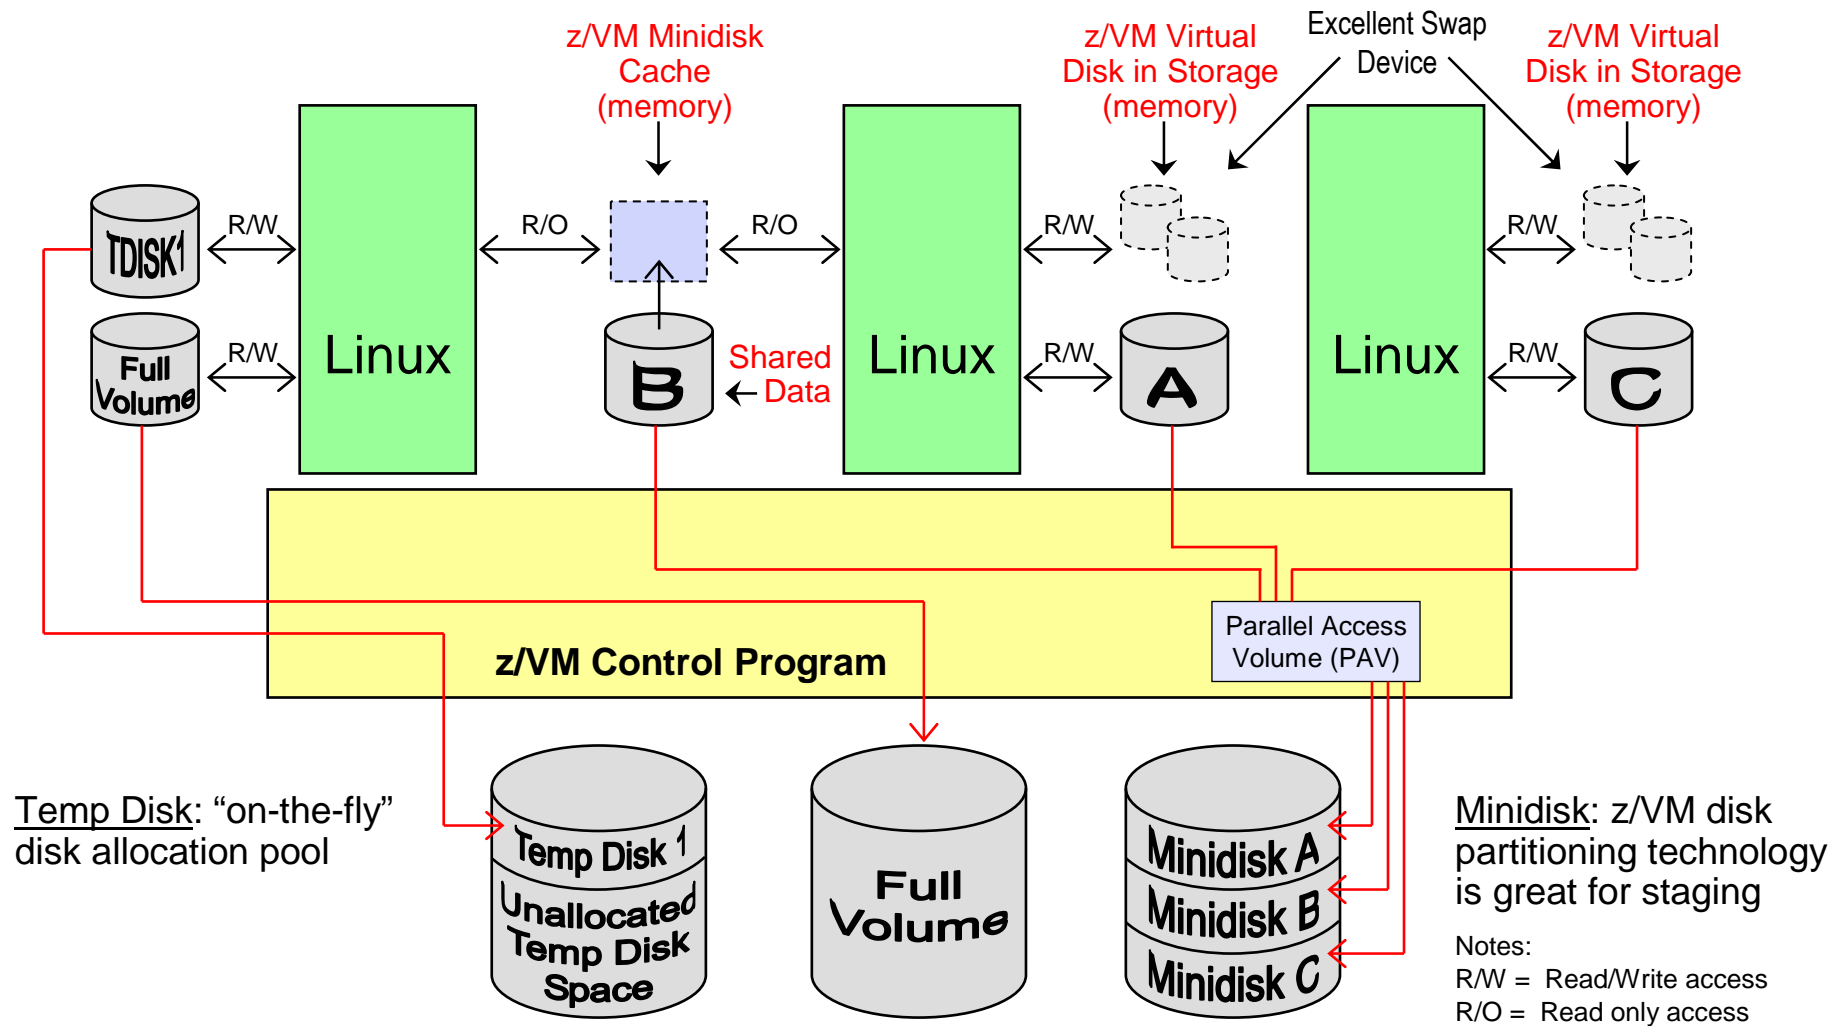 z/VM Minidisk
Cache
(memory)
z/VM Virtual
Disk in Storage
(memory)
Excellent Swap
Device
z/VM Virtual
Disk in Storage
(memory)
TDISK1
R/W
R/O
R/O
R/W
R/W
Full
Volume
R/W
Linux
B
Shared
Data
Linux
R/W
A
Linux
R/W
C
z/VM Control Program
Parallel Access
Volume (PAV)
Temp Disk: “on-the-fly”
disk allocation pool
Temp Disk 1
Unallocated
Temp Disk
Space
Full
Volume
Minidisk A
Minidisk B
Minidisk C
Minidisk: z/VM disk
partitioning technology
is great for staging
Notes:
R/W = Read/Write access
R/O = Read only access